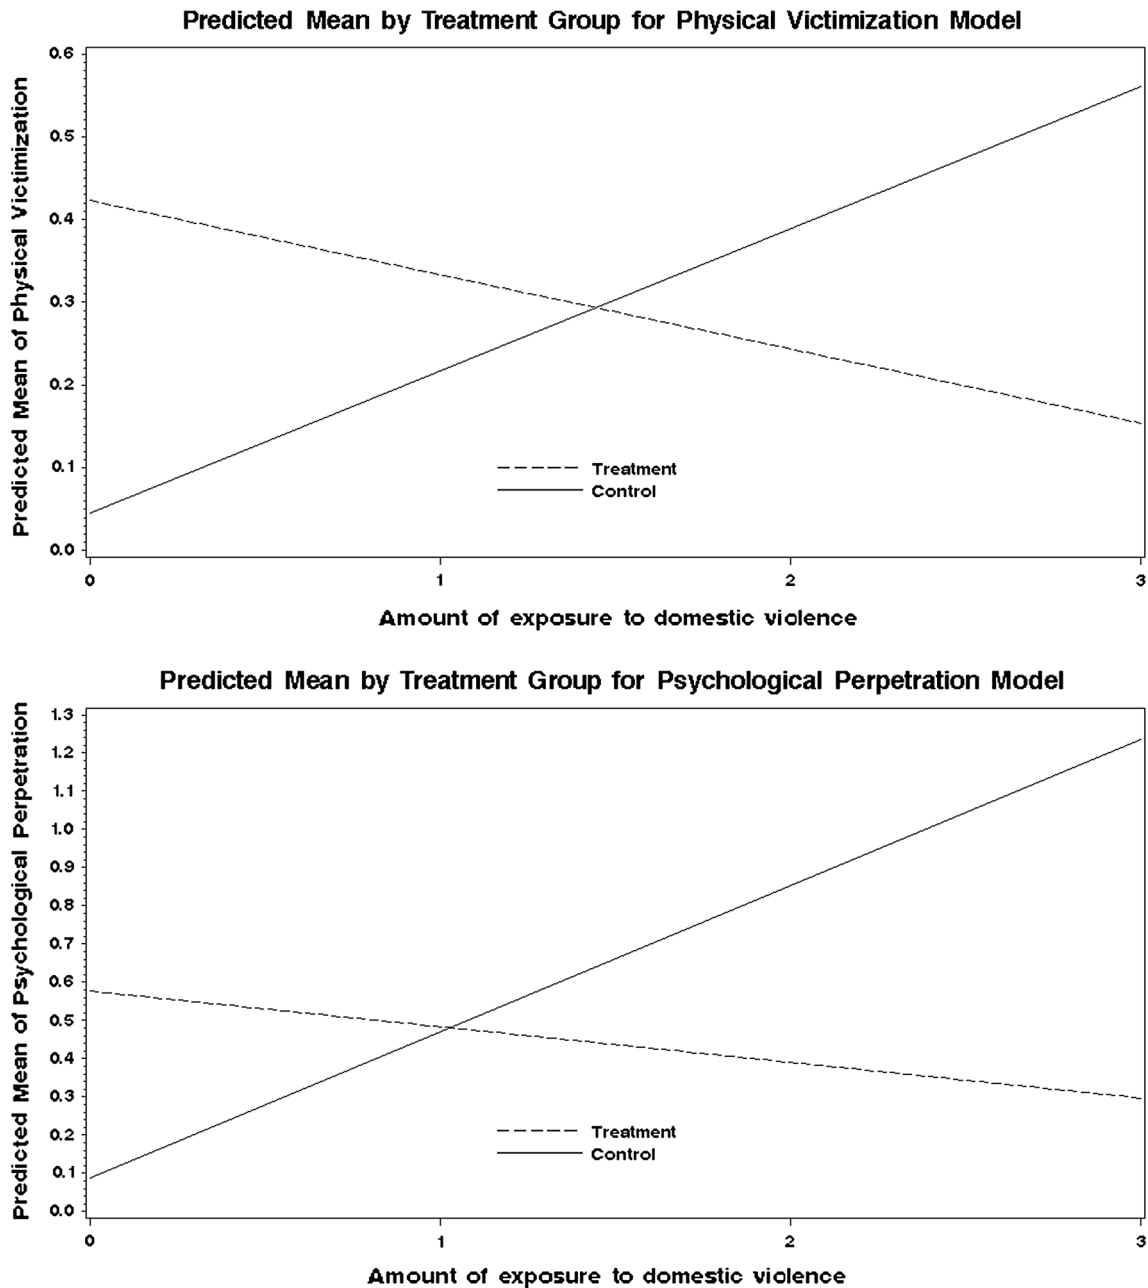 Predicted Mean by Treatment Group for Physical Victimization Model
Predicted Mean of Physical Victimization
0.6
0.5
0.4
0.3
0.2
0.1
0.0
Treatment
Control
0 1 2 3
Amount of exposure to domestic violence
Predicted Mean by Treatment Group for Psychological Perpetration Model
Predicted Mean of Psychological Perpetration
1.3
1.2
1.1
1.0
0.9
0.8
0.7
0.6
0.5
0.4
0.3
0.2
0.1
0.0
Treatment
Control
0 1 2 3
Amount of exposure to domestic violence